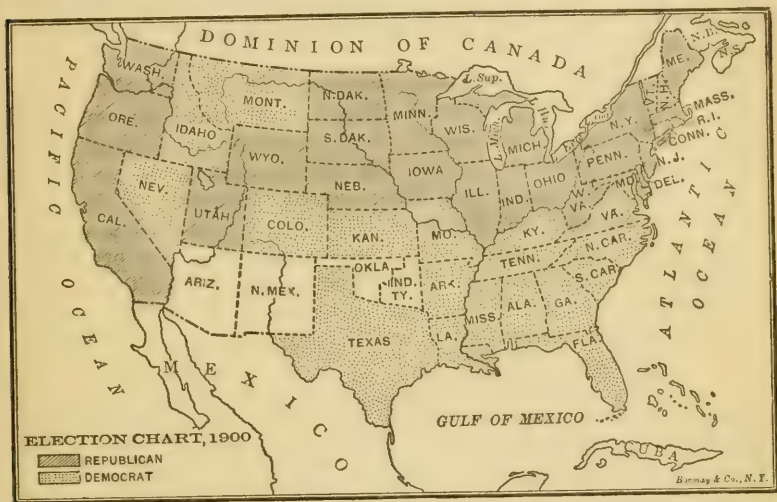 DOMINION OF CANADA
PACIFIC OCEAN
ATLANTIC OCEAN
WASH.
ORE.
CAL.
IDAHO
NEV.
UTAH
ARIZ.
MONT.
WYO.
COLO.
N.MEX.
N.DAK.
S.DAK.
NEB.
KAN.
OKLA.
IND. TY.
TEXAS
MINN.
IOWA
MO.
ARK.
LA.
WIS.
ILL.
MICH.
IND.
OHIO
KY.
TENN.
MISS.
ALA.
GA.
FLA.
S.CAR.
N.CAR.
VA.
W. VA.
MD.
DEL.
PENN.
N.J.
N.Y.
CONN.
R.I.
MASS.
N.H.
ME.
N.B.
N.S.
L. Sup.
L. Mich.
MEXICO
GULF OF MEXICO
CUBA
ELECTION CHART, 1900
REPUBLICAN
DEMOCRAT
Bormay & Co., N.Y.